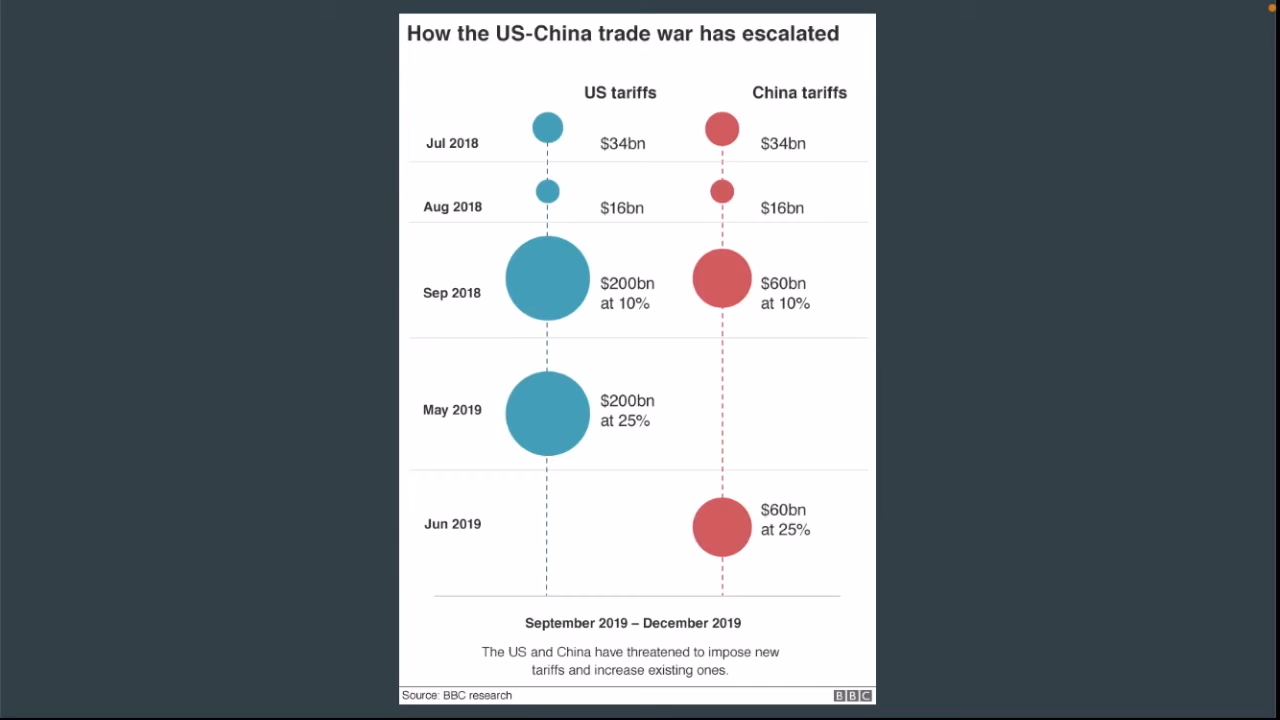 How the US-China trade war has escalated
US tariffs
China tariffs
Jul 2018
$34bn
$34bn
Aug 2018
$16bn
$16bn
Sep 2018
$200bn
at 10%
$60bn
at 10%
May 2019
$200bn
at 25%
Jun 2019
$60bn
at 25%
September 2019 – December 2019
The US and China have threatened to impose new
tariffs and increase existing ones.
Source: BBC research
BBC